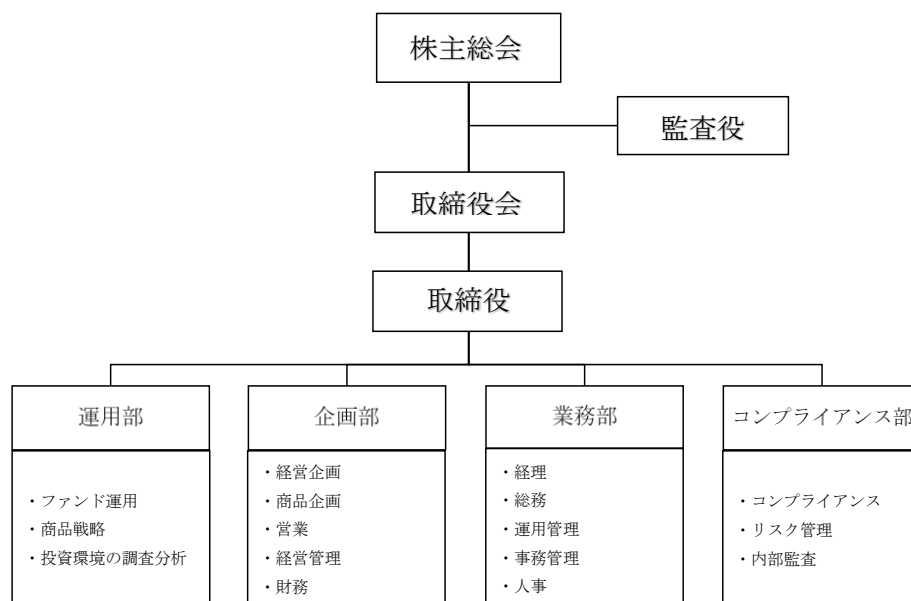 株主総会
監査役
取締役会
取締役
運用部
・ファンド運用
・商品戦略
・投資環境の調査分析
企画部
・経営企画
・商品企画
・営業
・経営管理
・財務
業務部
・経理
・総務
・運用管理
・事務管理
・人事
コンプライアンス部
・コンプライアンス
・リスク管理
・内部監査